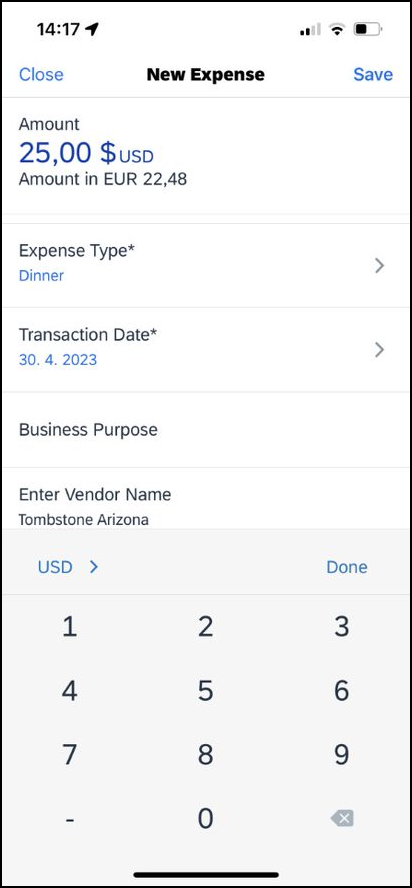 14:17
Close New Expense Save
Amount
25,00 $ USD
Amount in EUR 22,48
Expense Type*
Dinner
Transaction Date*
30. 4. 2023
Business Purpose
Enter Vendor Name
Tombstone Arizona
USD Done
1 2 3
4 5 6
7 8 9
- 0